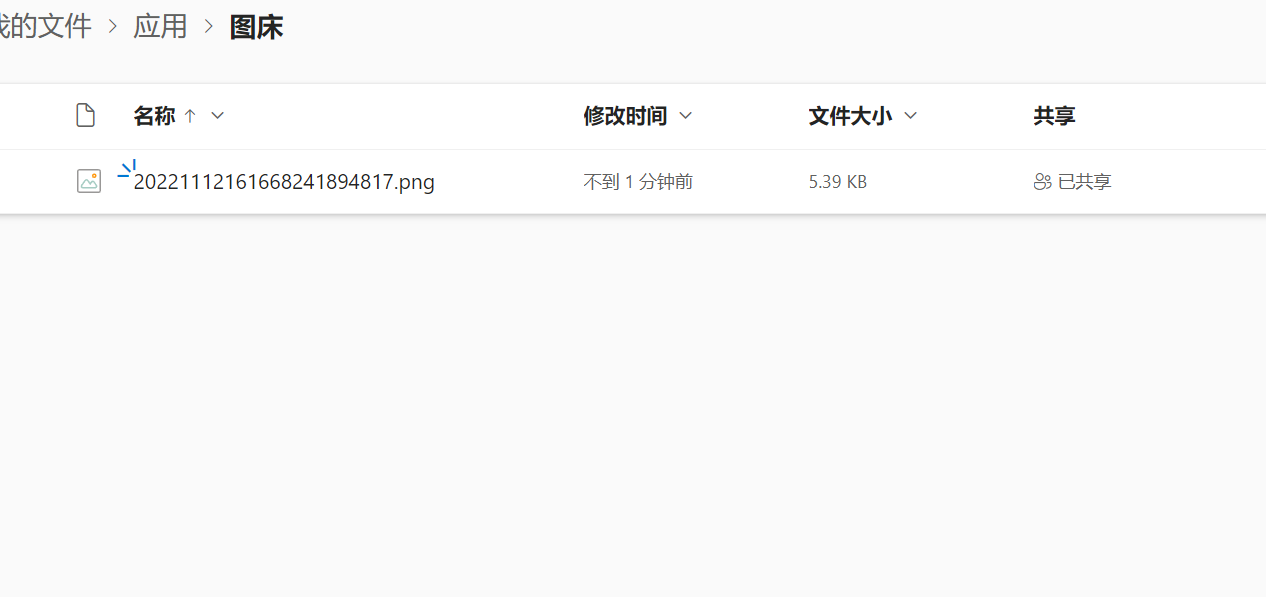 我的文件 > 应用 > 图床
名称 修改时间 文件大小 共享
20221112161668241894817.png 不到 1 分钟前 5.39 KB 已共享